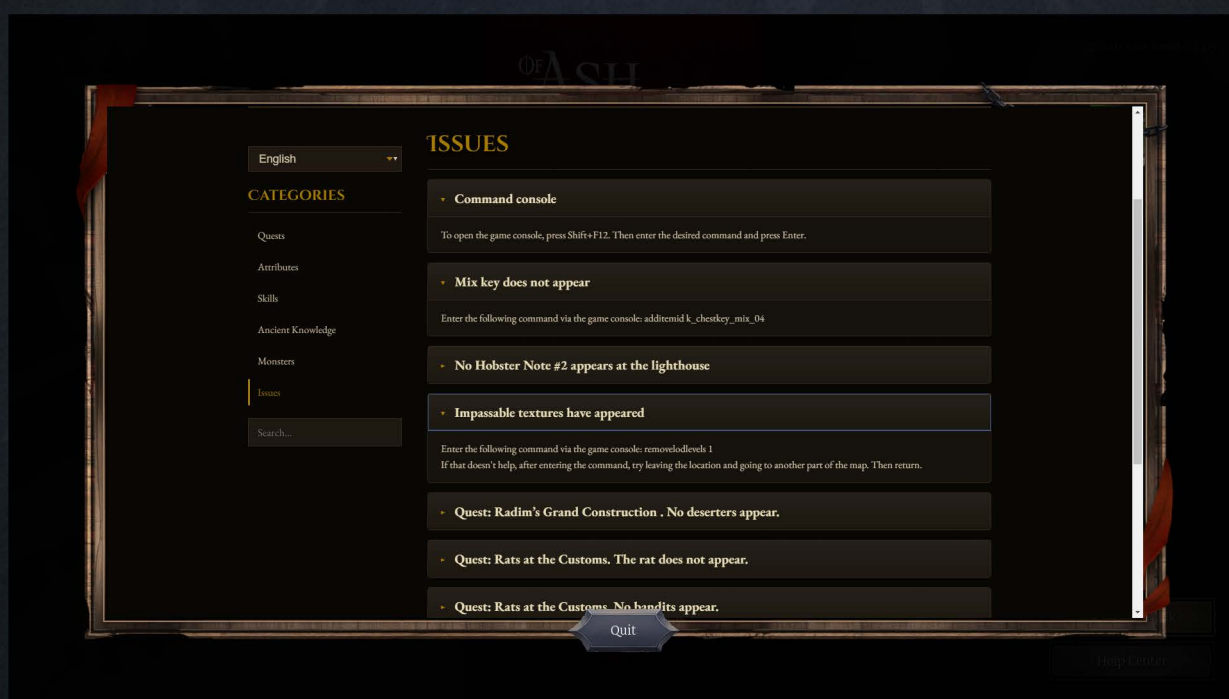 OF ASH
English
CATEGORIES
Quests
Attributes
Skills
Ancient Knowledge
Monsters
Issues
Search...
ISSUES
Command console
To open the game console, press Shift+F12. Then enter the desired command and press Enter.
Mix key does not appear
Enter the following command via the game console: additemid k_chestkey_mix_04
No Hobster Note #2 appears at the lighthouse
Impassable textures have appeared
Enter the following command via the game console: removelodlevels 1
If that doesn't help, after entering the command, try leaving the location and going to another part of the map. Then return.
Quest: Radim’s Grand Construction . No deserters appear.
Quest: Rats at the Customs. The rat does not appear.
Quest: Rats at the Customs. No bandits appear.
Quit
Help Center